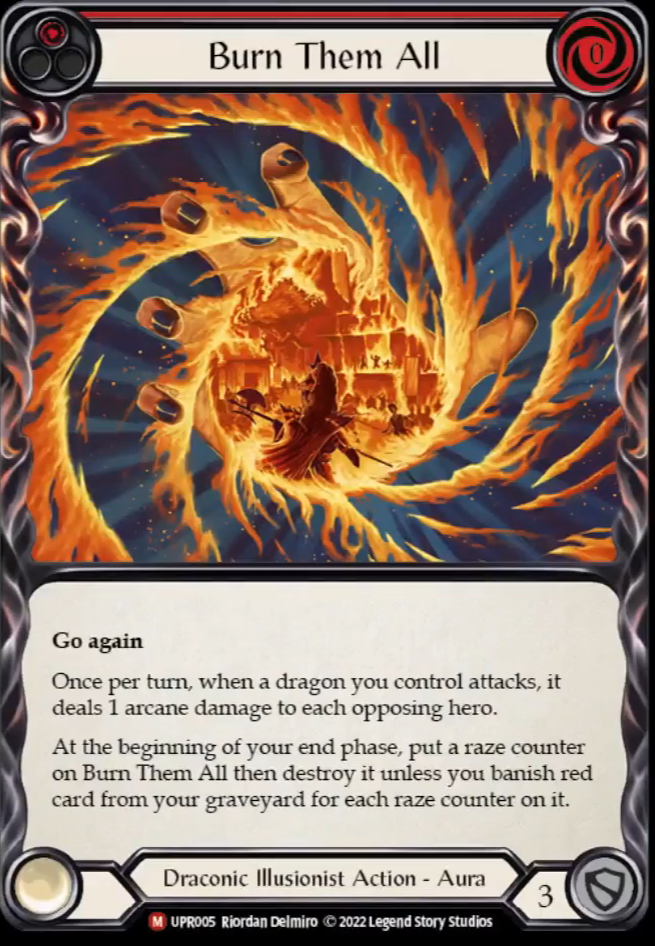 Burn Them All
0
Go again
Once per turn, when a dragon you control attacks, it
deals 1 arcane damage to each opposing hero.
At the beginning of your end phase, put a raze counter
on Burn Them All then destroy it unless you banish red
card from your graveyard for each raze counter on it.
Draconic Illusionist Action - Aura
3
M UPR005 Riordan Delmiro © 2022 Legend Story Studios